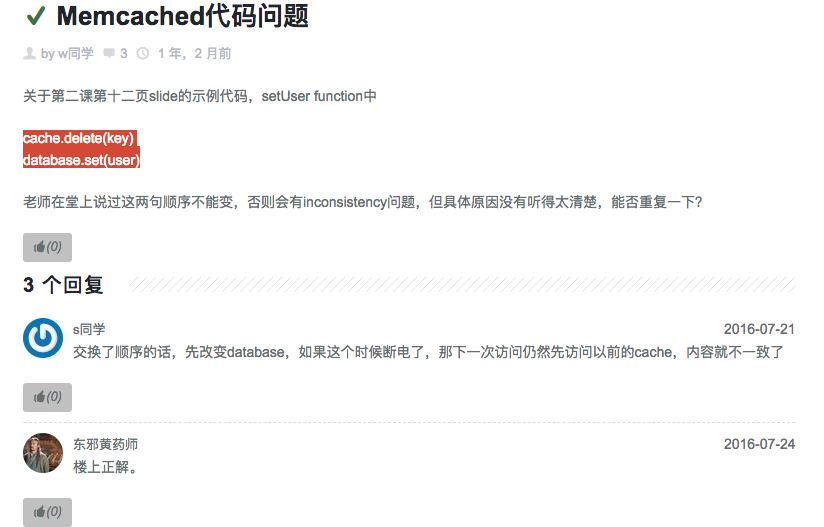 Memcached代码问题
by w同学 3 1 年，2 月前
关于第二课第十二页slide的示例代码，setUser function中
cache.delete(key)
database.set(user)
老师在堂上说过这两句顺序不能变，否则会有inconsistency问题，但具体原因没有听得太清楚，能否重复一下?
(0)
3 个回复
s同学 2016-07-21
交换了顺序的话，先改变database，如果这个时候断电了，那下一次访问仍然先访问以前的cache，内容就不一致了
(0)
东邪黄药师 2016-07-24
楼上正解。
(0)